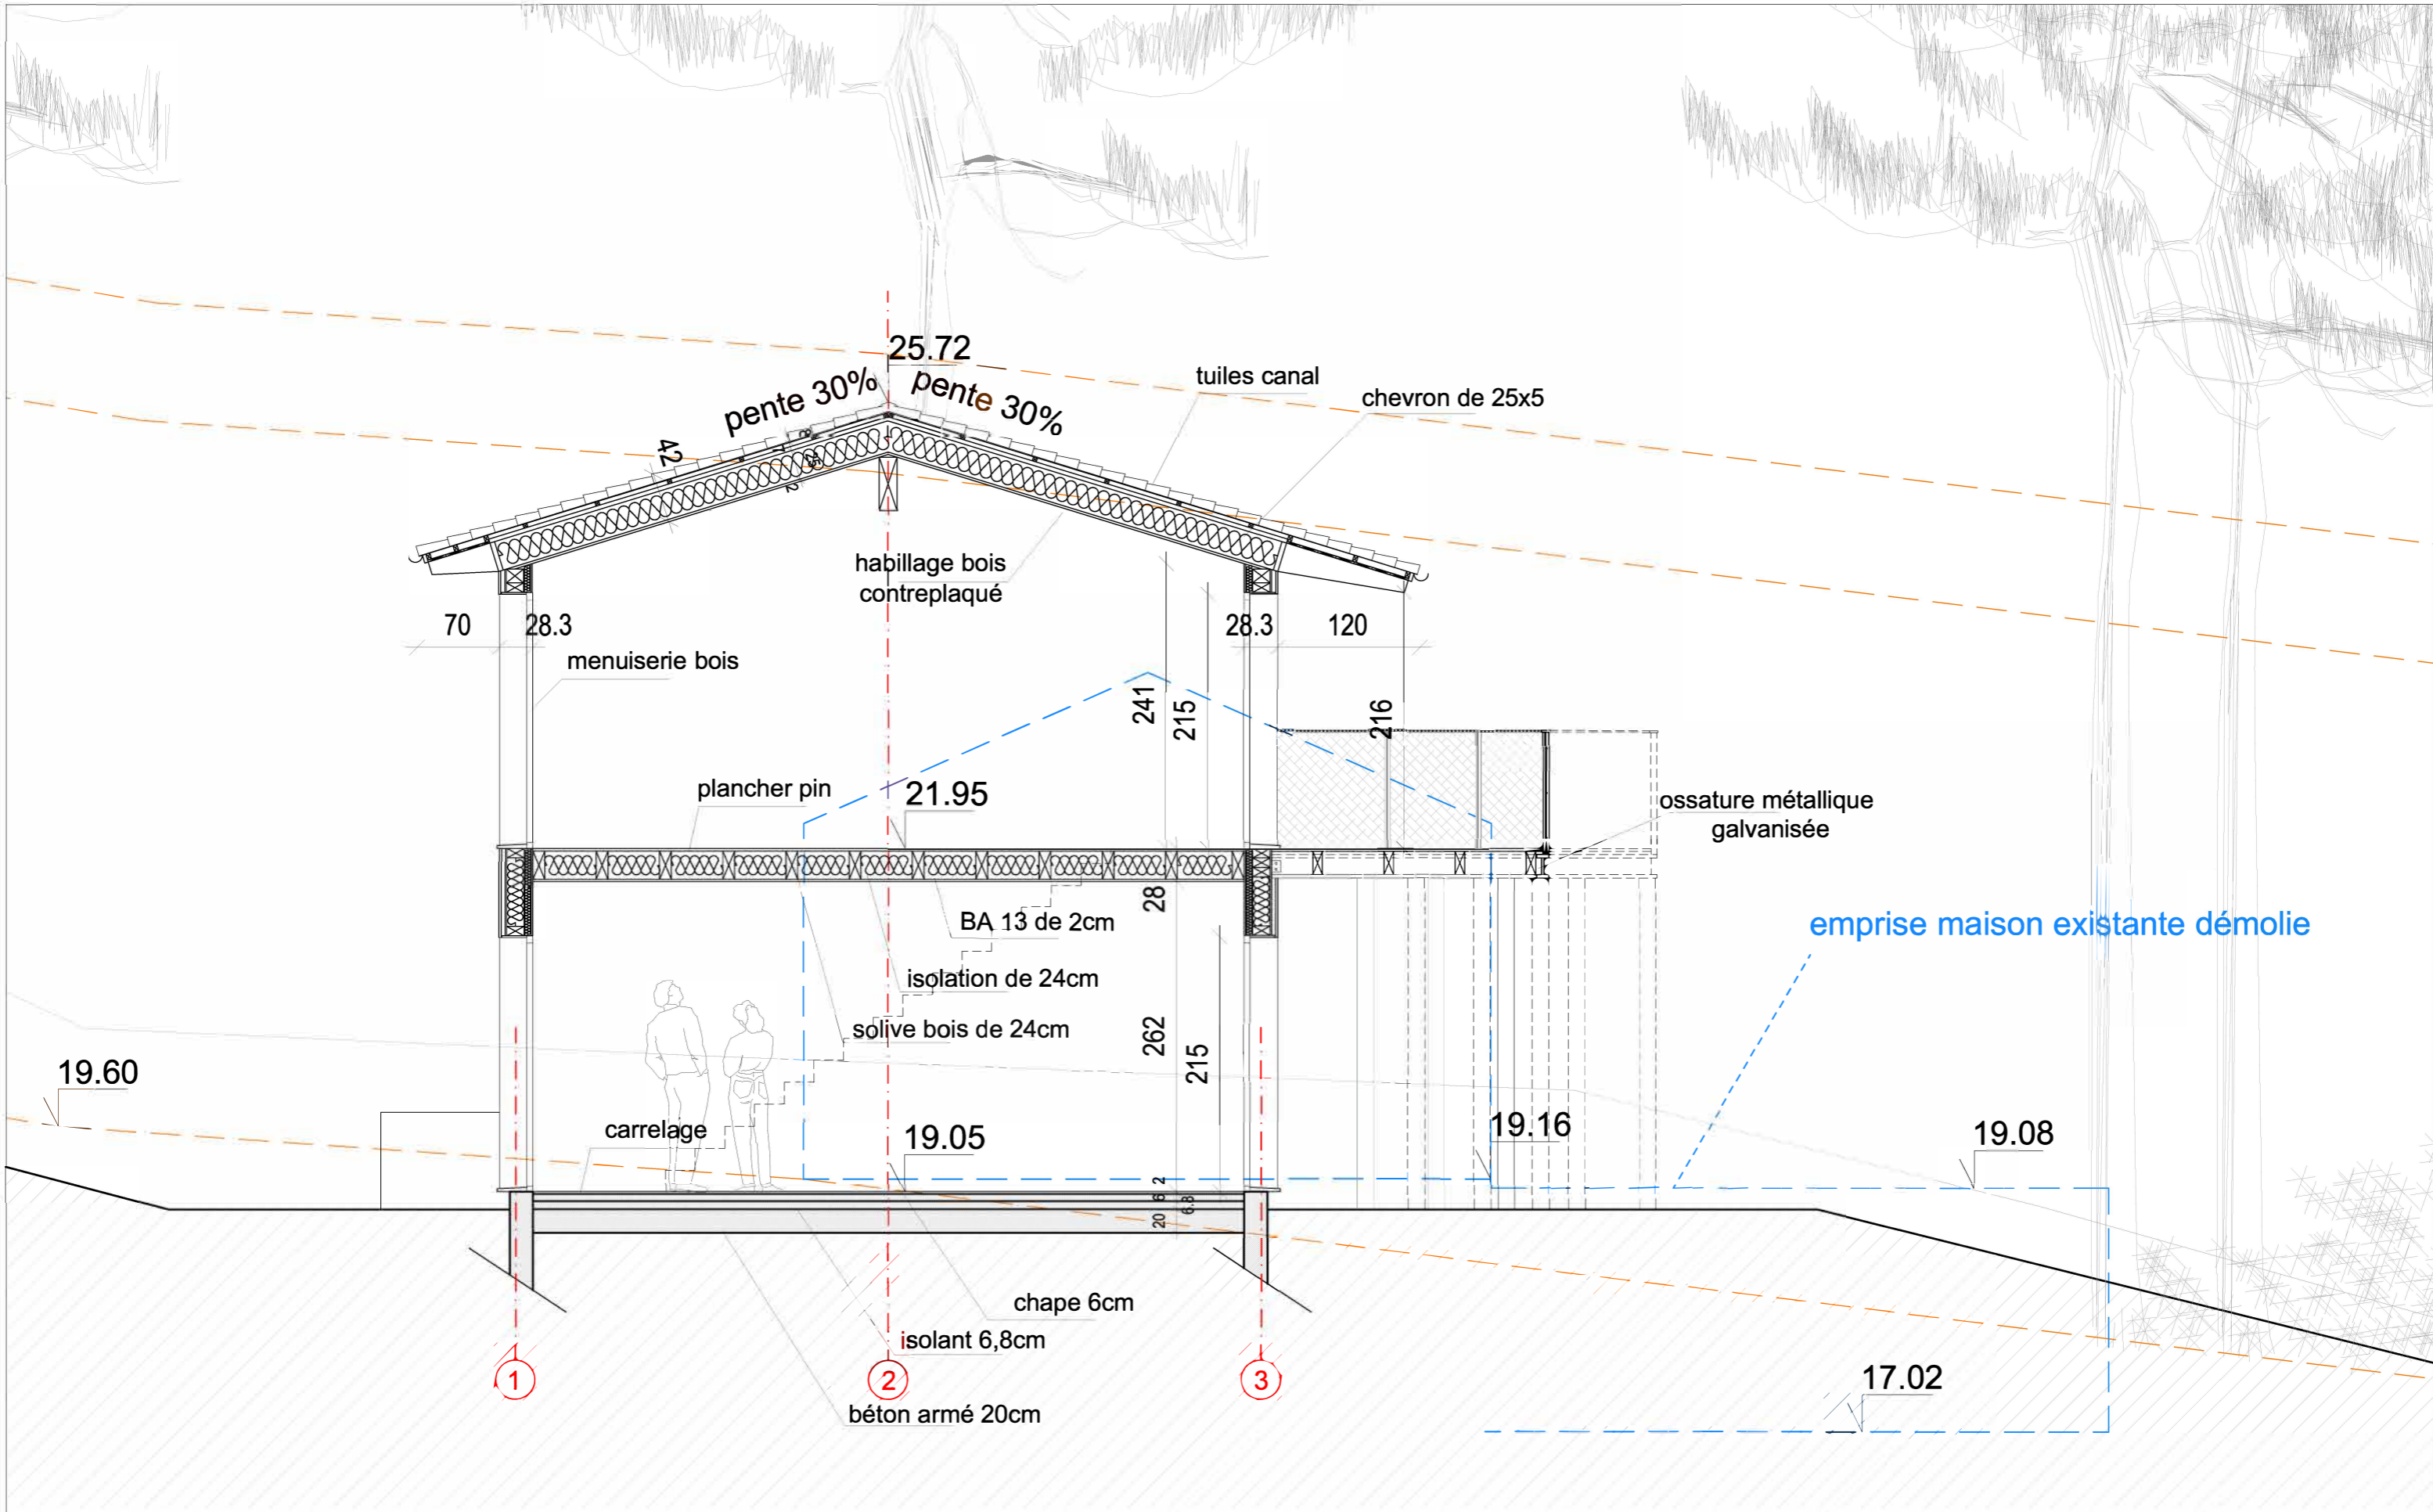 25.72
pente 30%
pente 30%
tuiles canal
chevron de 25x5
42
8
25
2
habillage bois
contreplaqué
70
28.3
28.3
120
menuiserie bois
241
215
216
plancher pin
21.95
ossature métallique
galvanisée
28
BA 13 de 2cm
emprise maison existante démolie
isolation de 24cm
solive bois de 24cm
262
215
19.60
carrelage
19.05
19.16
19.08
2
6
6.8
20
chape 6cm
isolant 6,8cm
1
2
3
17.02
béton armé 20cm